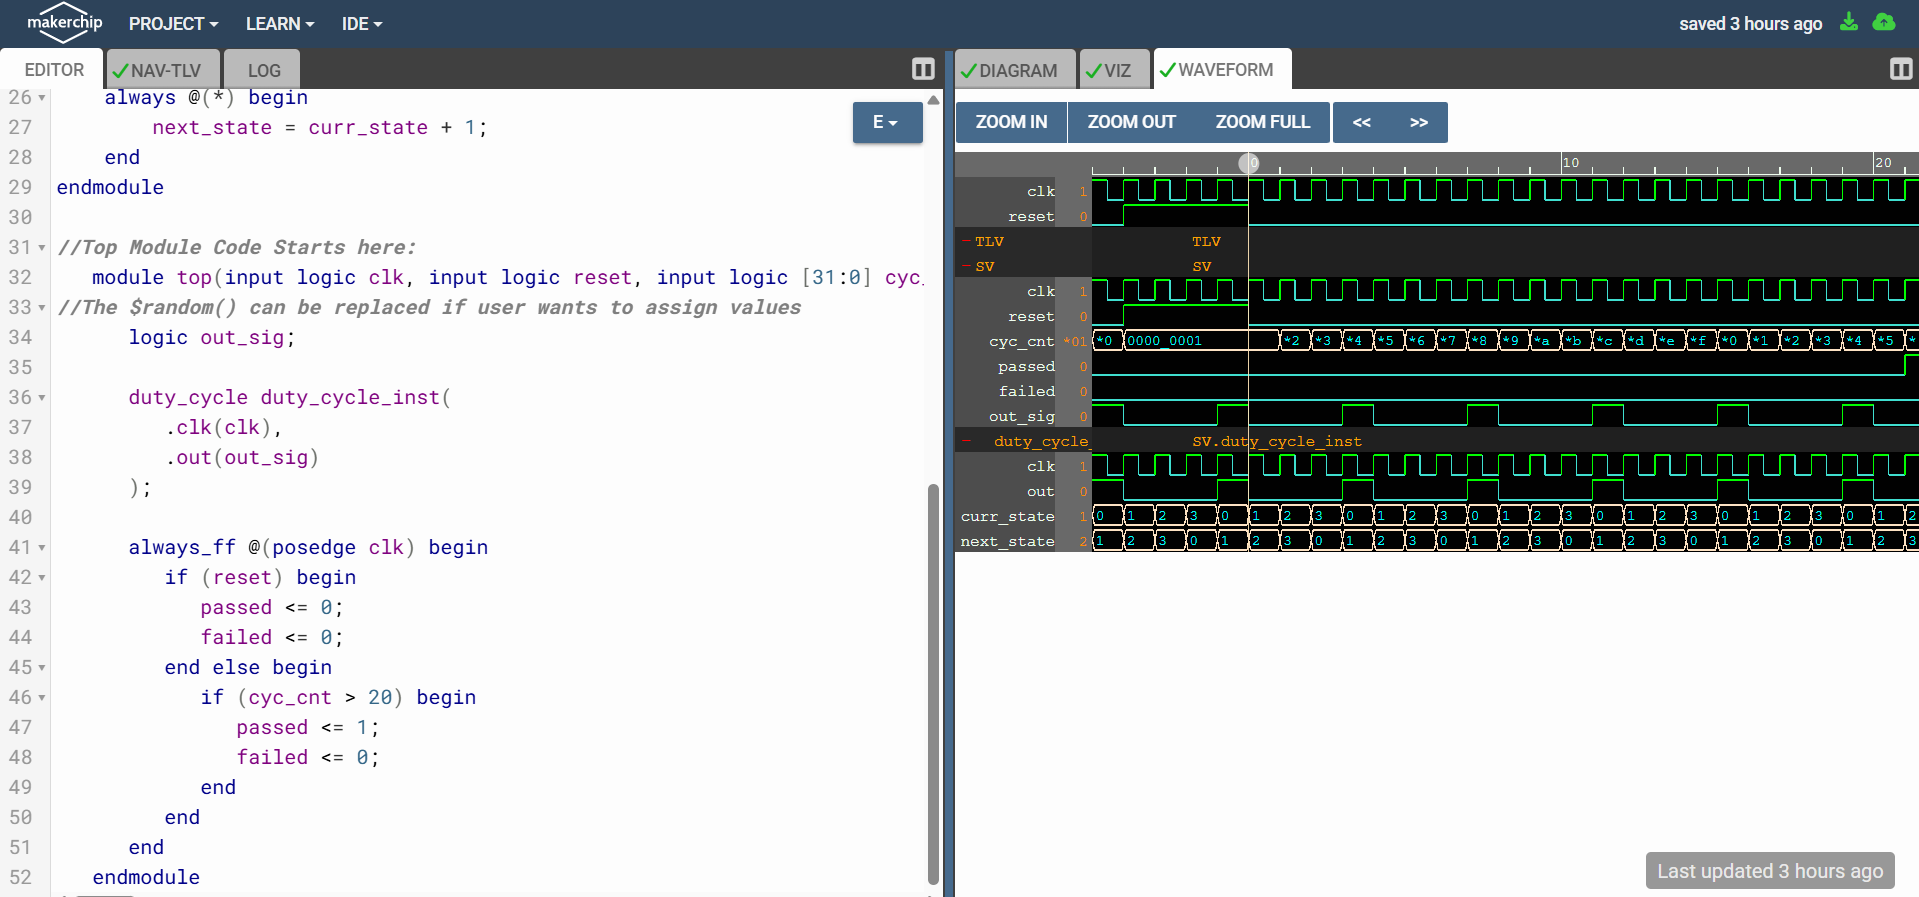 makerchip PROJECT LEARN IDE saved 3 hours ago
EDITOR NAV-TLV LOG
26 always @(*) begin
27 next_state = curr_state + 1;
28 end
29 endmodule
30
31 //Top Module Code Starts here:
32 module top(input logic clk, input logic reset, input logic [31:0] cyc_
33 //The $random() can be replaced if user wants to assign values
34 logic out_sig;
35
36 duty_cycle duty_cycle_inst(
37 .clk(clk),
38 .out(out_sig)
39 );
40
41 always_ff @(posedge clk) begin
42 if (reset) begin
43 passed <= 0;
44 failed <= 0;
45 end else begin
46 if (cyc_cnt > 20) begin
47 passed <= 1;
48 failed <= 0;
49 end
50 end
51 end
52 endmodule
E
DIAGRAM VIZ WAVEFORM
ZOOM IN ZOOM OUT ZOOM FULL << >>
0 10 20
clk 1
reset 0
TLV TLV
SV SV
clk 1
reset 0
cyc_cnt *01 *0 0000_0001 *2 *3 *4 *5 *6 *7 *8 *9 *a *b *c *d *e *f *0 *1 *2 *3 *4 *5 *
passed 0
failed 0
out_sig 0
duty_cycle_ SV.duty_cycle_inst
clk 1
out 0
curr_state 1 0 1 2 3 0 1 2 3 0 1 2 3 0 1 2 3 0 1 2 3 0 1 2 3 0 1 2
next_state 2 1 2 3 0 1 2 3 0 1 2 3 0 1 2 3 0 1 2 3 0 1 2 3 0 1 2 3
Last updated 3 hours ago